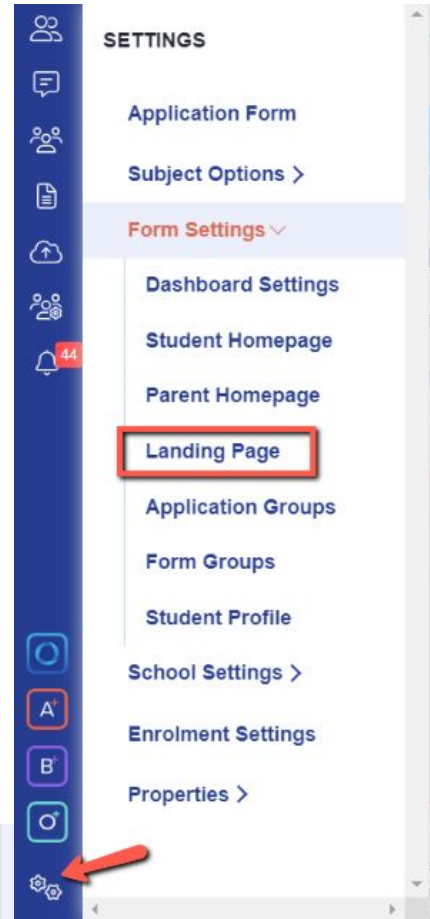 SETTINGS
Application Form
Subject Options >
Form Settings
Dashboard Settings
Student Homepage
Parent Homepage
Landing Page
Application Groups
Form Groups
Student Profile
School Settings >
Enrolment Settings
Properties >
44
A+
B+
O+